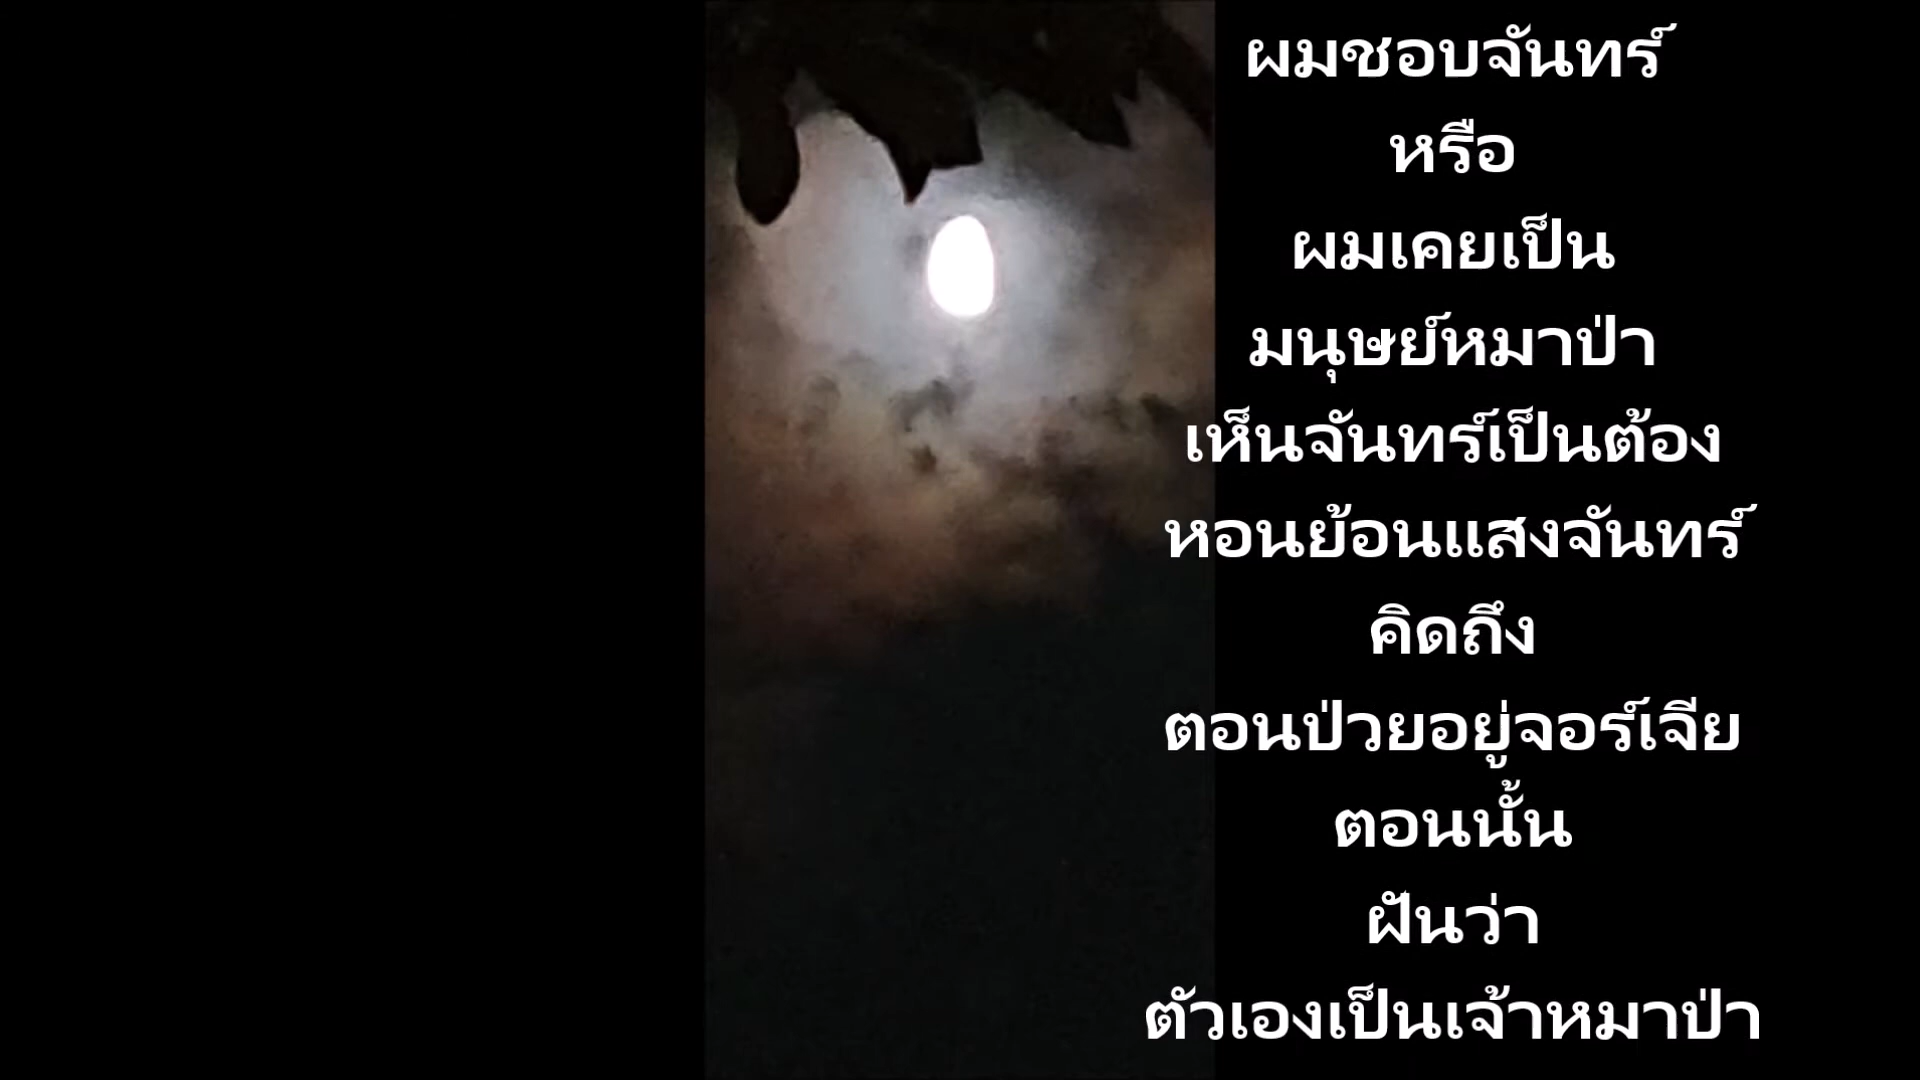 ผมชอบจันทร์
หรือ
ผมเคยเป็น
มนุษย์หมาป่า
เห็นจันทร์เป็นต้อง
หอนย้อนแสงจันทร์
คิดถึง
ตอนป่วยอยู่จอร์เจีย
ตอนนั้น
ฝันว่า
ตัวเองเป็นเจ้าหมาป่า